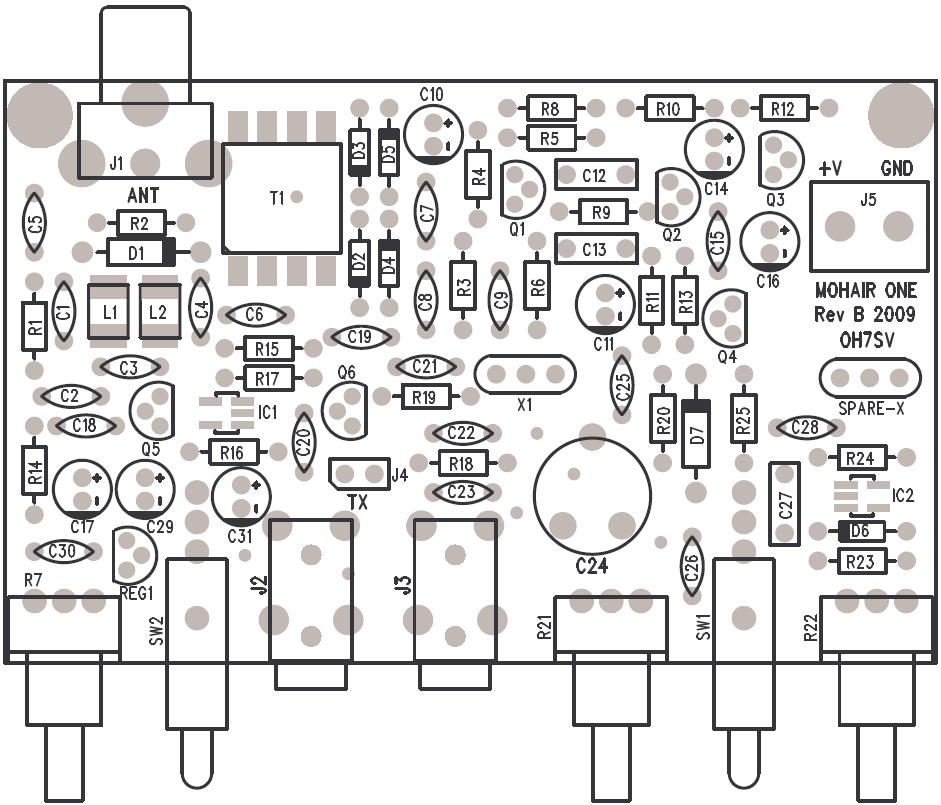 C10
R8
R10
R12
+
+
-
R5
-
J1
D3
D5
R4
C12
C14
Q3
+V
GND
ANT
T1
C5
R2
C7
Q1
R9
Q2
J5
D1
C13
C15
+
-
D2
D4
C8
R3
C9
R6
+
-
R11
R13
C16
MOHAIR ONE
Rev B 2009
OH7SV
C1
L1
L2
C4
C6
R1
C19
C11
Q4
R15
C3
R17
Q6
C21
C25
C2
R19
X1
SPARE-X
IC1
C18
Q5
R16
C20
C22
R20
D7
R25
C28
R14
+
-
+
-
+
-
J4
R18
R24
TX
C23
C27
IC2
C17
C29
C31
D6
C30
C24
C26
R23
R7
REG1
J2
J3
SW2
R21
SW1
R22